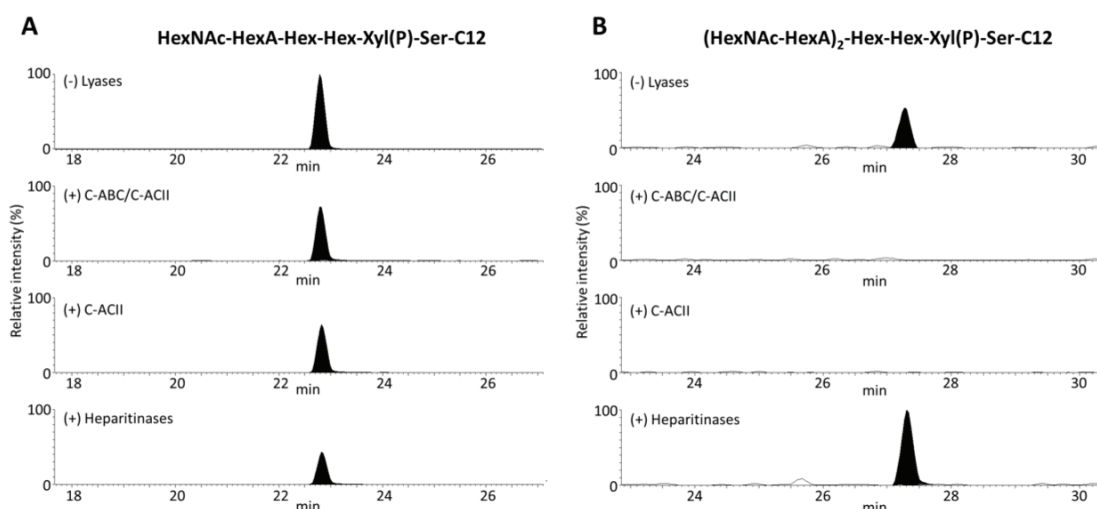 A
HexNAc-HexA-Hex-Hex-Xyl(P)-Ser-C12
Relative intensity (%)
100
(-) Lyases
0
18 20 22 24 26
min
100
(+) C-ABC/C-ACII
0
18 20 22 24 26
min
100
(+) C-ACII
0
18 20 22 24 26
min
100
(+) Heparitinases
0
18 20 22 24 26
min
B
(HexNAc-HexA)₂-Hex-Hex-Xyl(P)-Ser-C12
Relative intensity (%)
100
(-) Lyases
0
24 26 28 30
min
100
(+) C-ABC/C-ACII
0
24 26 28 30
min
100
(+) C-ACII
0
24 26 28 30
min
100
(+) Heparitinases
0
24 26 28 30
min